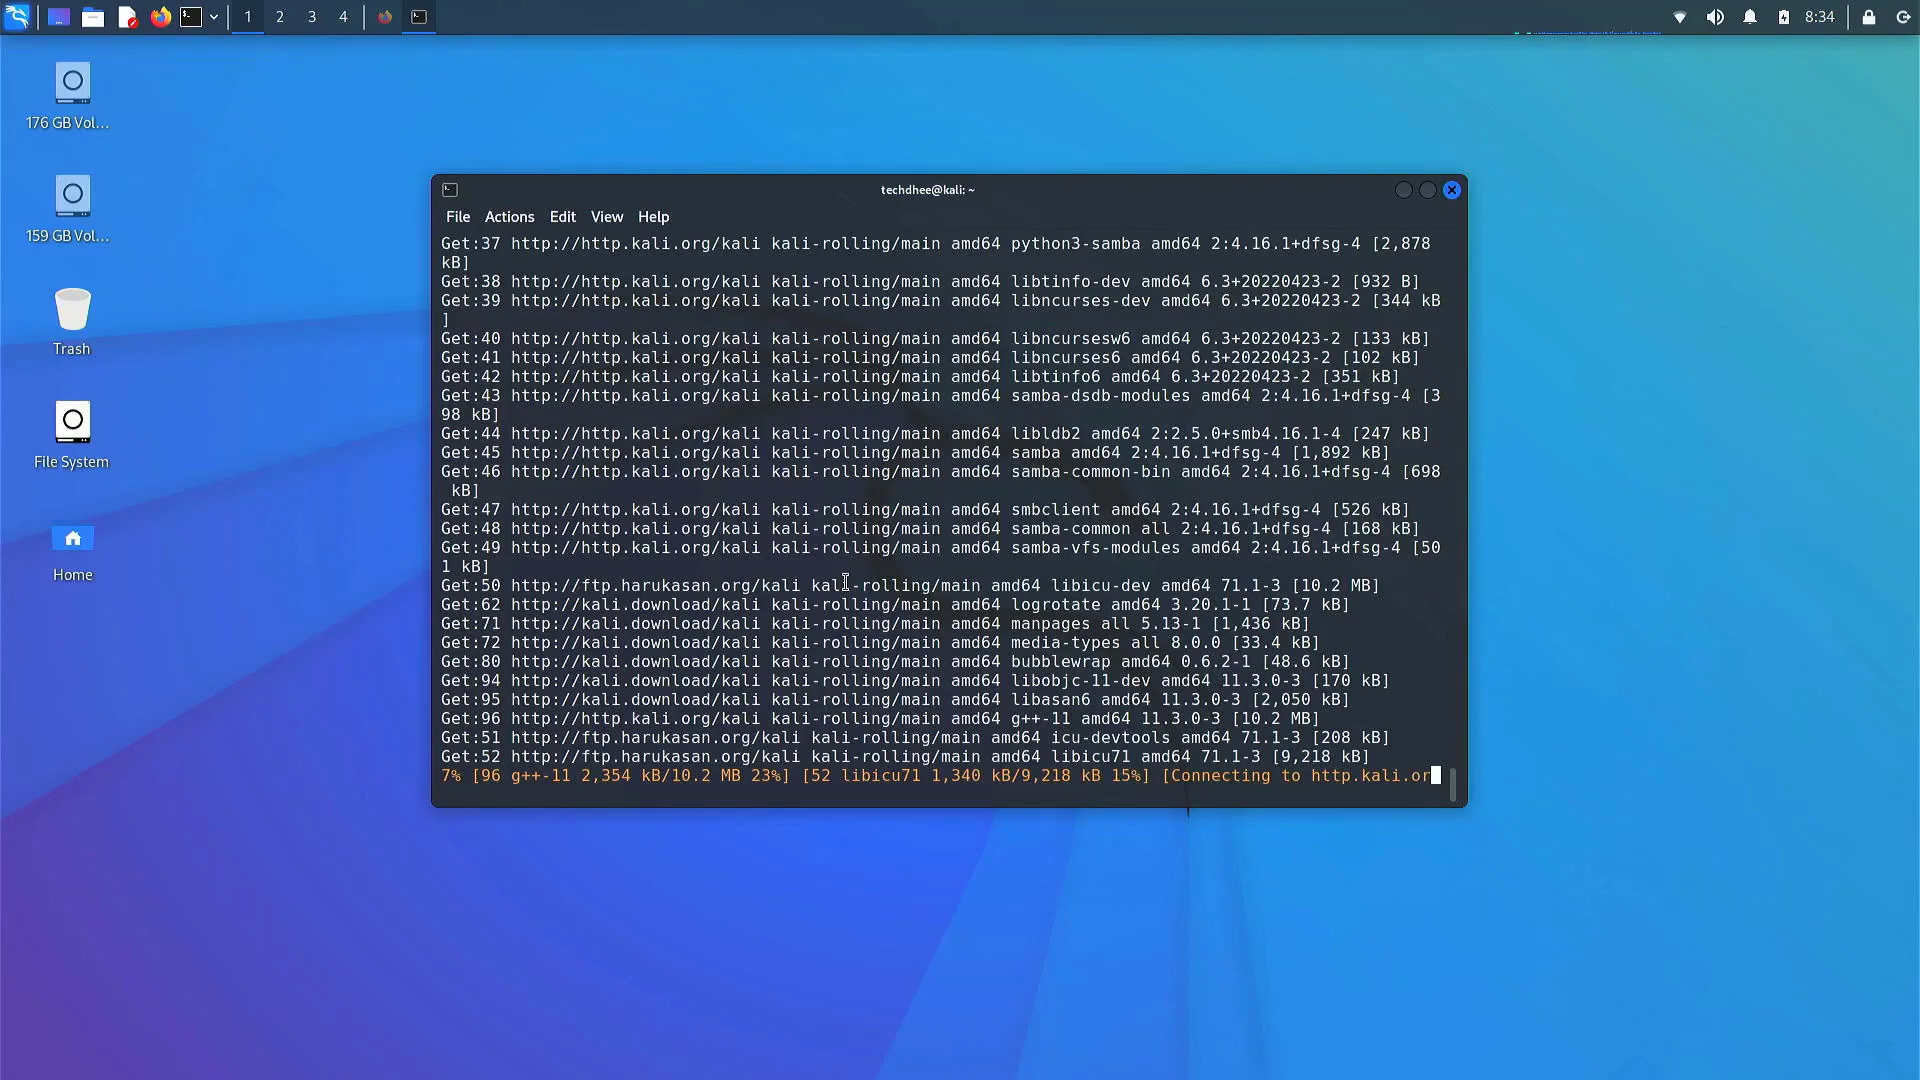 1 2 3 4 8:34
176 GB Vol...
159 GB Vol...
Trash
File System
Home
techdhee@kali: ~
File Actions Edit View Help
Get:37 http://http.kali.org/kali kali-rolling/main amd64 python3-samba amd64 2:4.16.1+dfsg-4 [2,878
kB]
Get:38 http://http.kali.org/kali kali-rolling/main amd64 libtinfo-dev amd64 6.3+20220423-2 [932 B]
Get:39 http://http.kali.org/kali kali-rolling/main amd64 libncurses-dev amd64 6.3+20220423-2 [344 kB
]
Get:40 http://http.kali.org/kali kali-rolling/main amd64 libncursesw6 amd64 6.3+20220423-2 [133 kB]
Get:41 http://http.kali.org/kali kali-rolling/main amd64 libncurses6 amd64 6.3+20220423-2 [102 kB]
Get:42 http://http.kali.org/kali kali-rolling/main amd64 libtinfo6 amd64 6.3+20220423-2 [351 kB]
Get:43 http://http.kali.org/kali kali-rolling/main amd64 samba-dsdb-modules amd64 2:4.16.1+dfsg-4 [3
98 kB]
Get:44 http://http.kali.org/kali kali-rolling/main amd64 libldb2 amd64 2:2.5.0+smb4.16.1-4 [247 kB]
Get:45 http://http.kali.org/kali kali-rolling/main amd64 samba amd64 2:4.16.1+dfsg-4 [1,892 kB]
Get:46 http://http.kali.org/kali kali-rolling/main amd64 samba-common-bin amd64 2:4.16.1+dfsg-4 [698
kB]
Get:47 http://http.kali.org/kali kali-rolling/main amd64 smbclient amd64 2:4.16.1+dfsg-4 [526 kB]
Get:48 http://http.kali.org/kali kali-rolling/main amd64 samba-common all 2:4.16.1+dfsg-4 [168 kB]
Get:49 http://http.kali.org/kali kali-rolling/main amd64 samba-vfs-modules amd64 2:4.16.1+dfsg-4 [50
1 kB]
Get:50 http://ftp.harukasan.org/kali kali-rolling/main amd64 libicu-dev amd64 71.1-3 [10.2 MB]
Get:62 http://kali.download/kali kali-rolling/main amd64 logrotate amd64 3.20.1-1 [73.7 kB]
Get:71 http://kali.download/kali kali-rolling/main amd64 manpages all 5.13-1 [1,436 kB]
Get:72 http://kali.download/kali kali-rolling/main amd64 media-types all 8.0.0 [33.4 kB]
Get:80 http://kali.download/kali kali-rolling/main amd64 bubblewrap amd64 0.6.2-1 [48.6 kB]
Get:94 http://kali.download/kali kali-rolling/main amd64 libobjc-11-dev amd64 11.3.0-3 [170 kB]
Get:95 http://kali.download/kali kali-rolling/main amd64 libasan6 amd64 11.3.0-3 [2,050 kB]
Get:96 http://http.kali.org/kali kali-rolling/main amd64 g++-11 amd64 11.3.0-3 [10.2 MB]
Get:51 http://ftp.harukasan.org/kali kali-rolling/main amd64 icu-devtools amd64 71.1-3 [208 kB]
Get:52 http://ftp.harukasan.org/kali kali-rolling/main amd64 libicu71 amd64 71.1-3 [9,218 kB]
7% [96 g++-11 2,354 kB/10.2 MB 23%] [52 libicu71 1,340 kB/9,218 kB 15%] [Connecting to http.kali.or